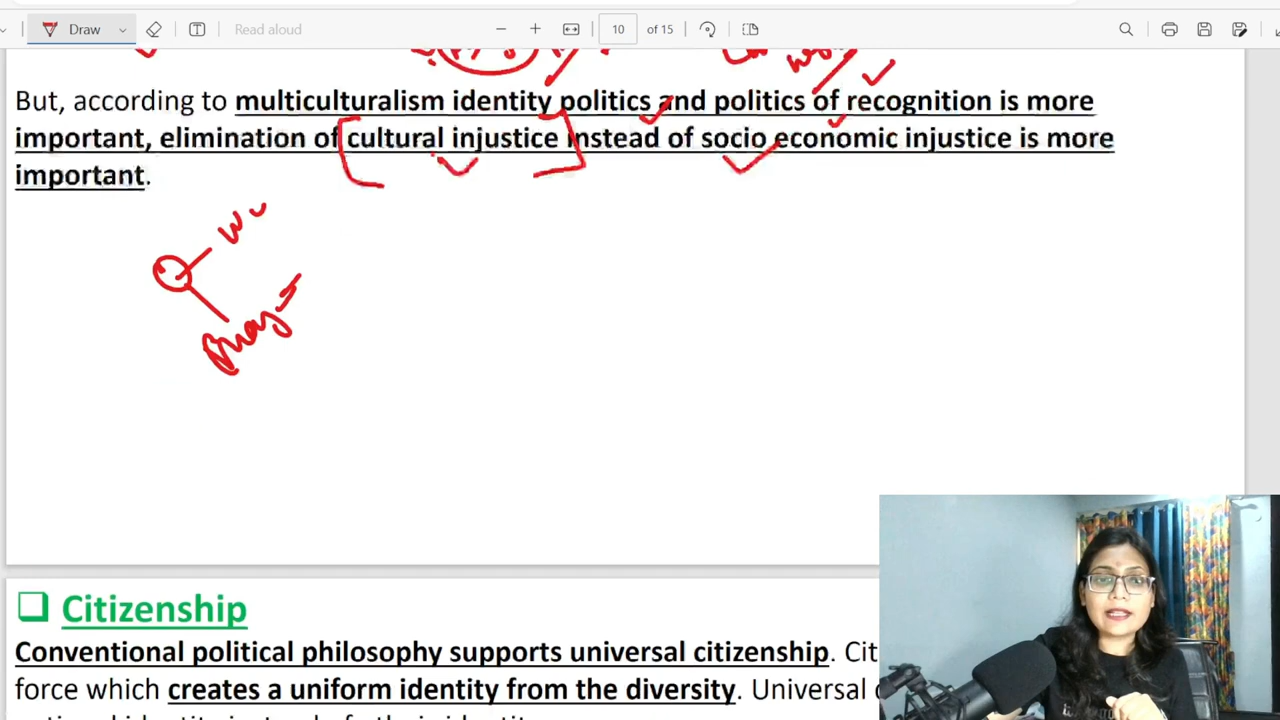 Draw
Read aloud
10 of 15
But, according to multiculturalism identity politics and politics of recognition is more
important, elimination of cultural injustice instead of socio economic injustice is more
important.
Citizenship
Conventional political philosophy supports universal citizenship. Cit
force which creates a uniform identity from the diversity. Universal